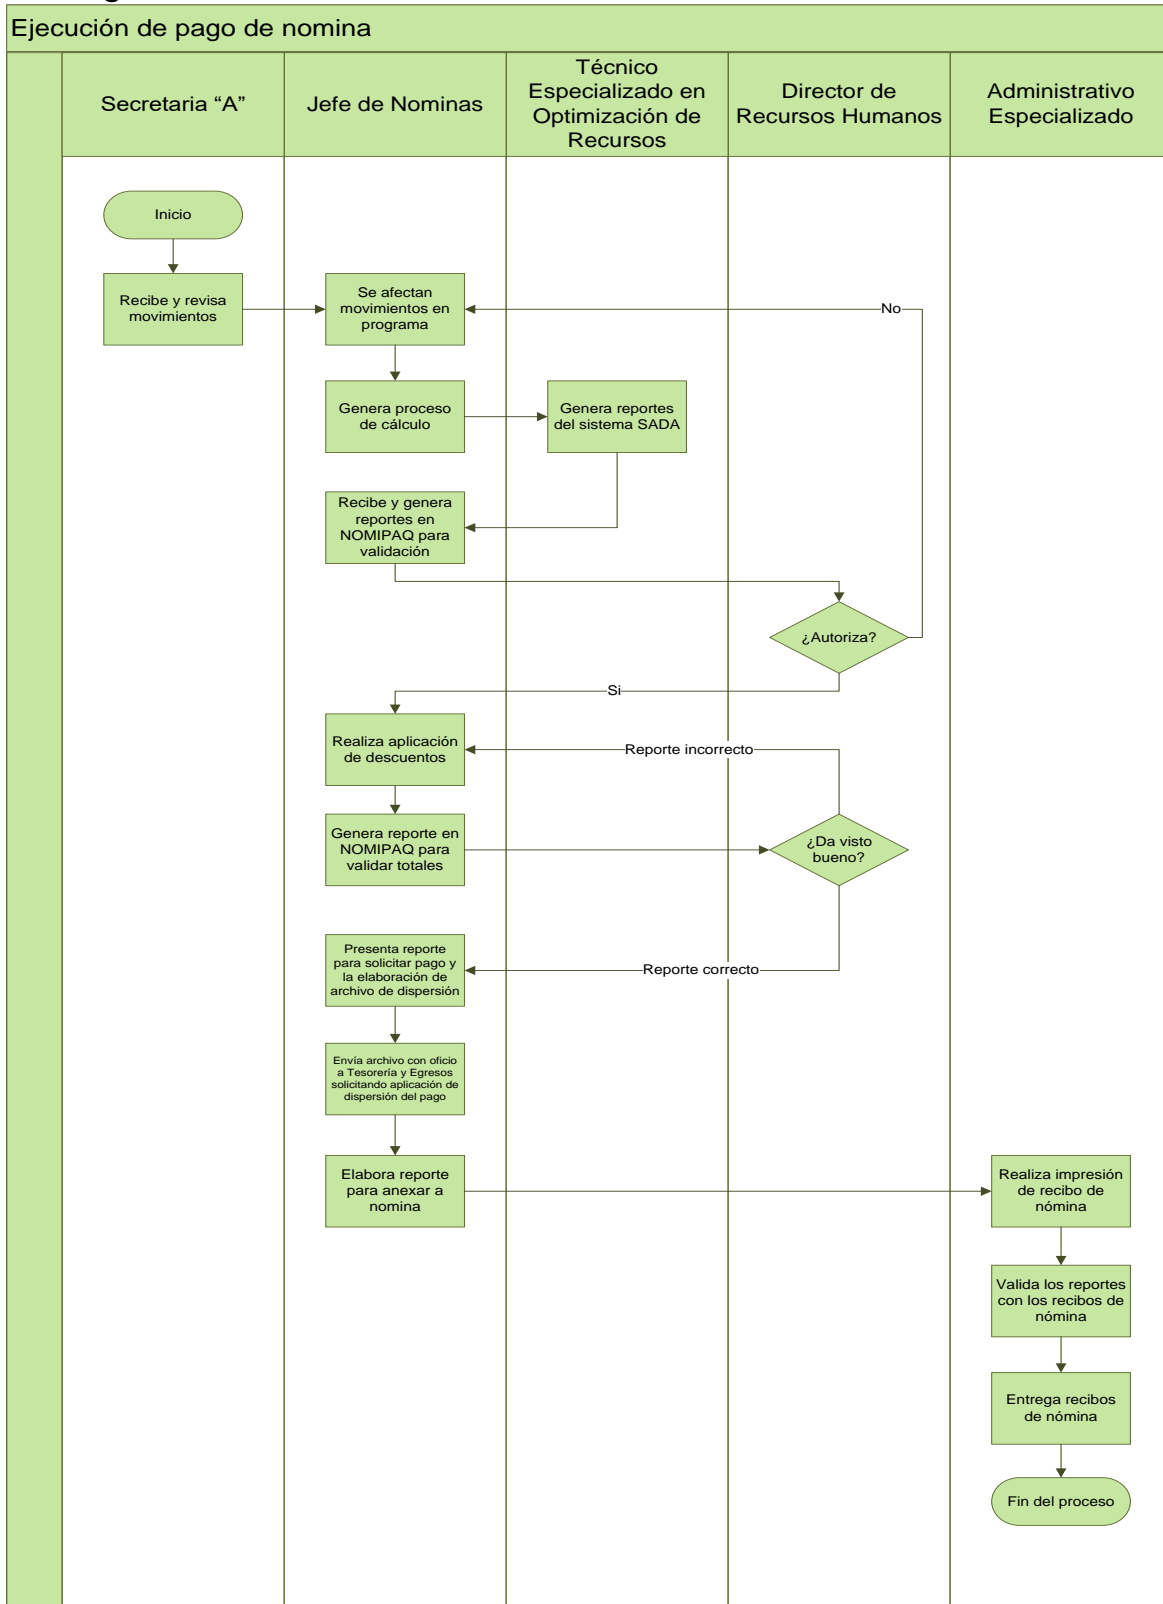 Ejecución de pago de nomina
Secretaria “A”
Jefe de Nominas
Técnico
Especializado en
Optimización de
Recursos
Director de
Recursos Humanos
Administrativo
Especializado
Inicio
Recibe y revisa
movimientos
Se afectan
movimientos en
programa
No
Genera proceso
de cálculo
Genera reportes
del sistema SADA
Recibe y genera
reportes en
NOMIPAQ para
validación
¿Autoriza?
Si
Realiza aplicación
de descuentos
Reporte incorrecto
Genera reporte en
NOMIPAQ para
validar totales
¿Da visto
bueno?
Presenta reporte
para solicitar pago y
la elaboración de
archivo de dispersión
Reporte correcto
Envía archivo con oficio
a Tesorería y Egresos
solicitando aplicación de
dispersión del pago
Elabora reporte
para anexar a
nomina
Realiza impresión
de recibo de
nómina
Valida los reportes
con los recibos de
nómina
Entrega recibos
de nómina
Fin del proceso